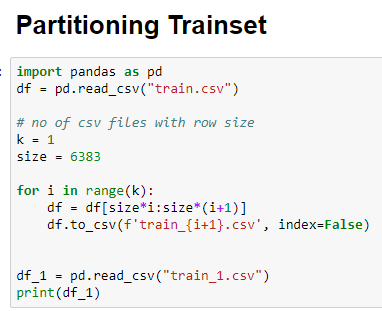 Partitioning Trainset
import pandas as pd
df = pd.read_csv("train.csv")
# no of csv files with row size
k = 1
size = 6383
for i in range(k):
    df = df[size*i:size*(i+1)]
    df.to_csv(f'train_{i+1}.csv', index=False)
df_1 = pd.read_csv("train_1.csv")
print(df_1)